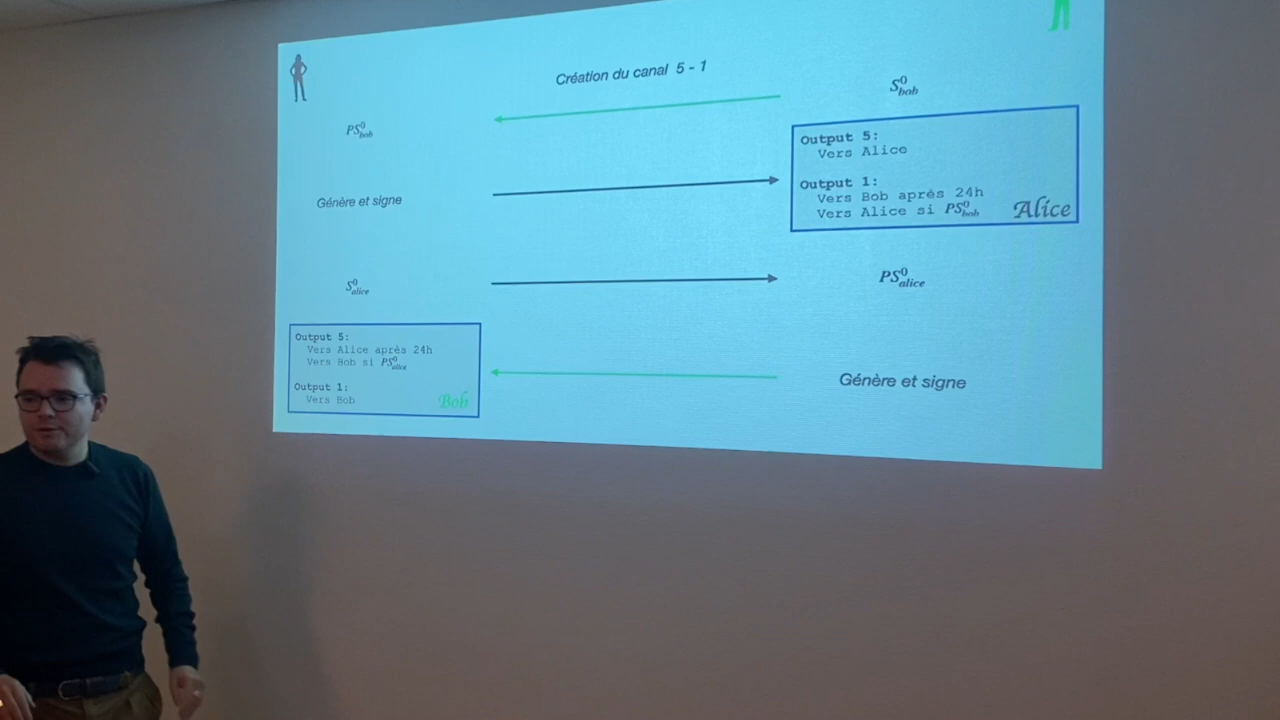 Création du canal 5 - 1
S⁰bob
PS⁰bob
Output 5:
Vers Alice
Output 1:
Vers Bob après 24h
Vers Alice si PS⁰bob
Alice
Génère et signe
S⁰alice
PS⁰alice
Output 5:
Vers Alice après 24h
Vers Bob si PS⁰alice
Output 1:
Vers Bob
Bob
Génère et signe